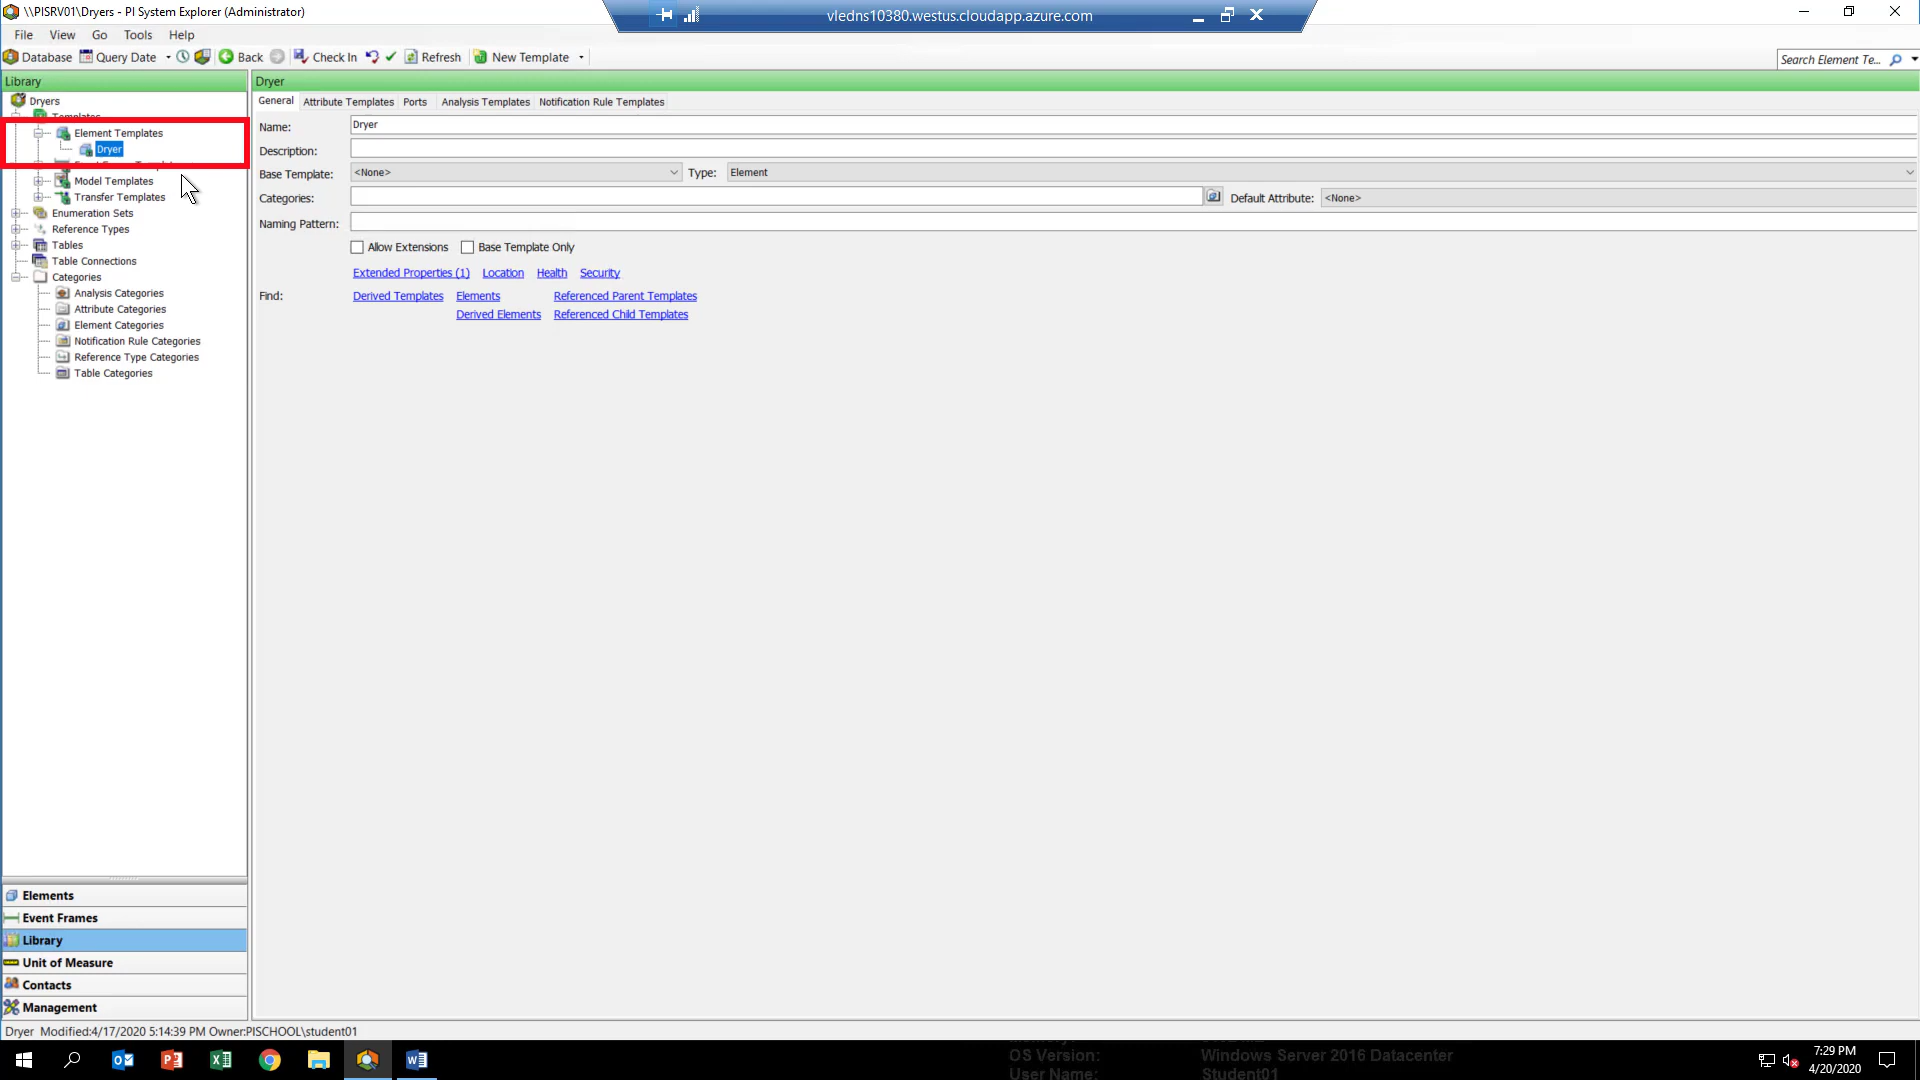 \\PISRV01\Dryers - PI System Explorer (Administrator)
vledns10380.westus.cloudapp.azure.com
File View Go Tools Help
Database Query Date Back Check In Refresh New Template
Search Element Te...
Library
Dryers
Templates
Element Templates
Dryer
Model Templates
Transfer Templates
Enumeration Sets
Reference Types
Tables
Table Connections
Categories
Analysis Categories
Attribute Categories
Element Categories
Notification Rule Categories
Reference Type Categories
Table Categories
Elements
Event Frames
Library
Unit of Measure
Contacts
Management
Dryer
General Attribute Templates Ports Analysis Templates Notification Rule Templates
Name: Dryer
Description:
Base Template: <None> Type: Element
Categories: Default Attribute: <None>
Naming Pattern:
Allow Extensions Base Template Only
Extended Properties (1) Location Health Security
Find: Derived Templates Elements Referenced Parent Templates
Derived Elements Referenced Child Templates
Dryer Modified:4/17/2020 5:14:39 PM Owner:PISCHOOL\student01
OS Version: Windows Server 2016 Datacenter
User Name: Student01
7:29 PM
4/20/2020